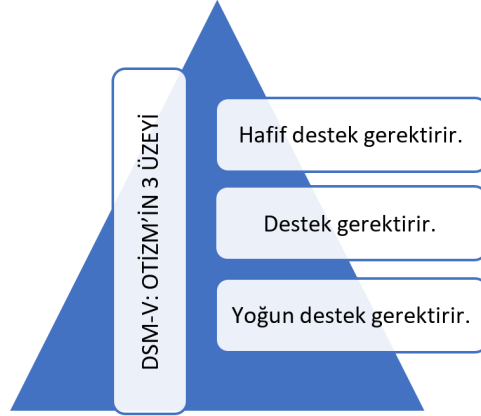 DSM-V: OTİZM'İN 3 ÜZEYİ
Hafif destek gerektirir.
Destek gerektirir.
Yoğun destek gerektirir.